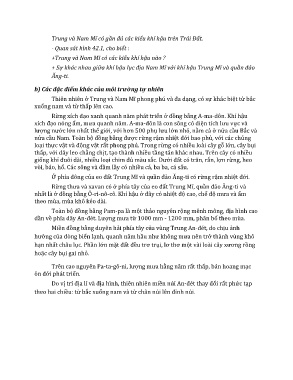 Trung và Nam Mĩ có gần đủ các kiểu khí hậu trên Trái Đất.
- Quan sát hình 42.1, cho biết :
+Trung và Nam Mĩ có các kiểu khí hậu nào ?
+ Sự khác nhau giữa khí hậu lục địa Nam Mĩ với khí hậu Trung Mĩ và quần đảo
Ăng-ti.
b) Các đặc điểm khác của môi trường tự nhiên
Thiên nhiên ở Trung và Nam Mĩ phong phú và đa dạng, có sự khác biệt từ bắc
xuống nam và từ thấp lên cao.
Rừng xích đạo xanh quanh năm phát triển ở đồng bằng A-ma-dôn. Khí hậu
xích đạo nóng ẩm, mưa quanh năm. A-ma-dôn là con sông có diện tích lưu vực và
lượng nước lớn nhất thế giới, với hơn 500 phụ lưu lớn nhỏ, nằm cả ở nửa cầu Bắc và
nửa cầu Nam. Toàn bộ đồng bằng được rừng rậm nhiệt đới bao phủ, với các chủng
loại thực vật và động vật rất phong phú. Trong rừng có nhiều loài cây gỗ lớn, cây bụi
thấp, với dây leo chằng chịt, tạo thành nhiều tầng tán khác nhau. Trên cây có nhiều
giống khỉ đuôi dài, nhiều loại chim đủ màu sắc. Dưới đất có trăn, rắn, lợn rừng, heo
vòi, báo, hổ. Các sông và đầm lầy có nhiều cá, ba ba, cá sấu.
Ở phía đông của eo đất Trung Mĩ và quần đảo Ăng-ti có rừng rậm nhiệt đới.
Rừng thưa và xavan có ở phía tây của eo đất Trung Mĩ, quần đảo Ăng-ti và
nhất là ở đồng bằng Ô-ri-nô-cô. Khí hậu ở đây có nhiệt độ cao, chế độ mưa và ẩm
theo mùa, mùa khô kéo dài.
Toàn bộ đồng bằng Pam-pa là một thảo nguyên rộng mênh mông, địa hình cao
dần về phía dãy An-đét. Lượng mưa từ 1000 mm - 1200 mm, phân bố theo mùa.
Miền đồng bằng duyên hải phía tây của vùng Trung An-đét, do chịu ảnh
hưởng của dòng biển lạnh, quanh năm hầu như không mưa nên trở thành vùng khô
hạn nhất châu lục. Phần lớn mặt đất đều trơ trụi, lơ thơ một vài loài cây xương rồng
hoặc cây bụi gai nhỏ.
Trên cao nguyên Pa-ta-gô-ni, lượng mưa hằng năm rất thấp, bán hoang mạc
ôn đới phát triển.
Do vị trí địa lí và địa hình, thiên nhiên miền núi An-đét thay đổi rất phức tạp
theo hai chiều: từ bắc xuống nam và từ chân núi lên đỉnh núi.